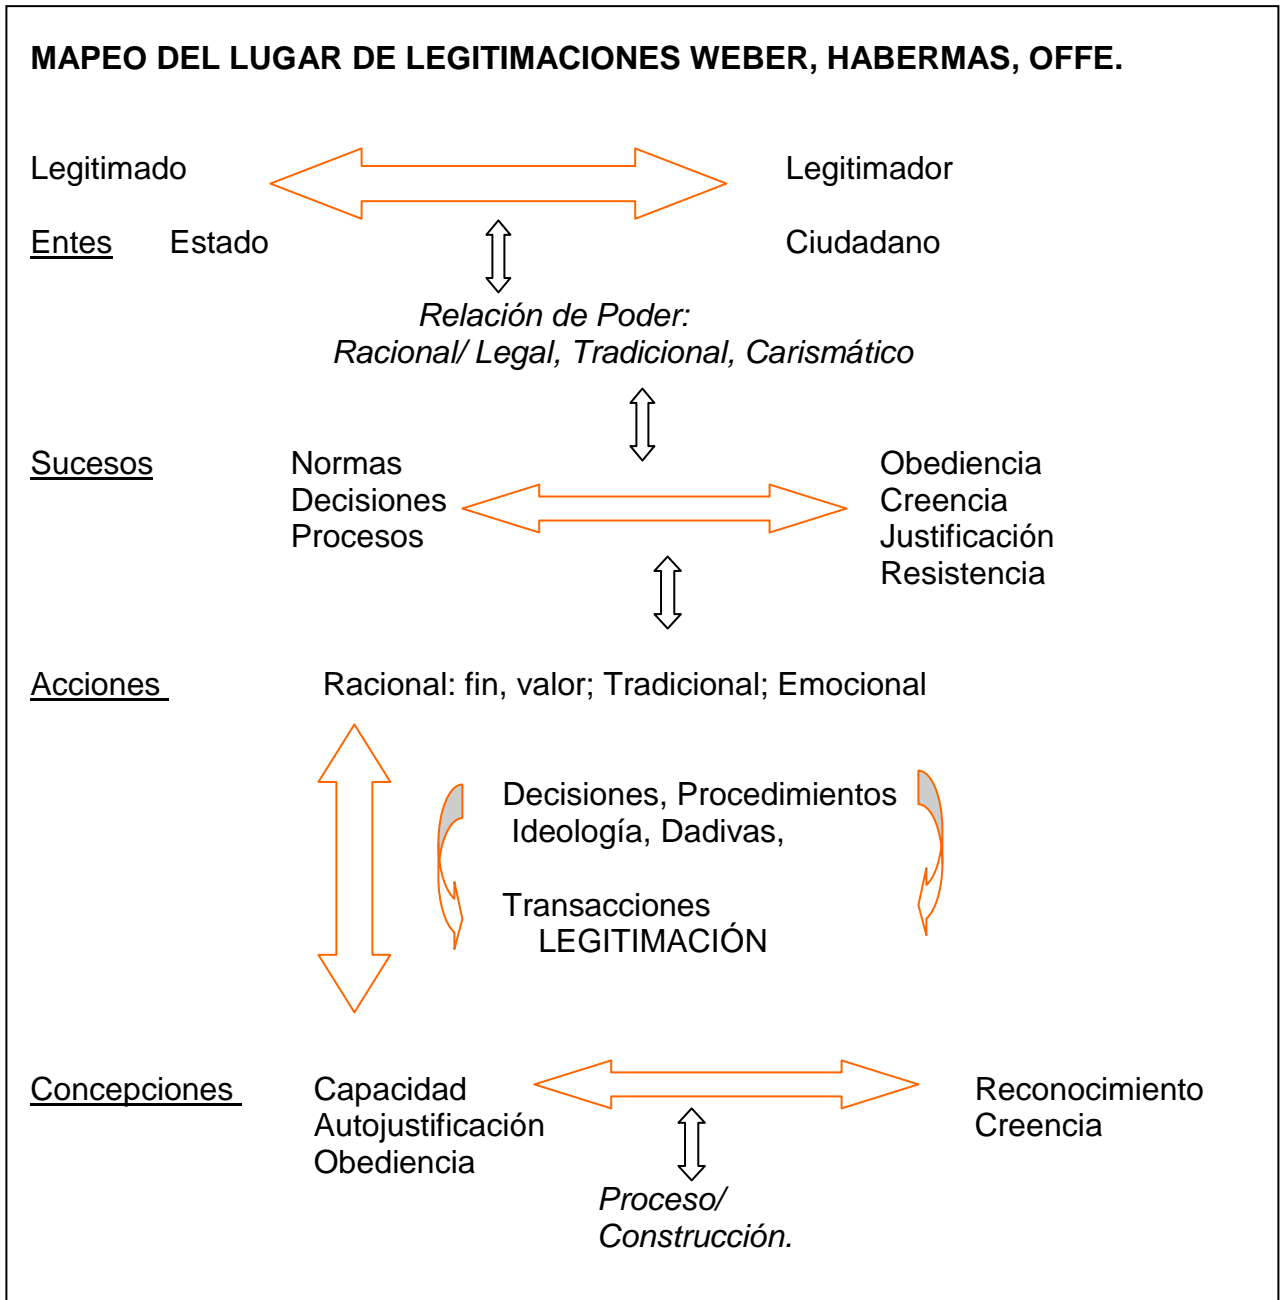 MAPEO DEL LUGAR DE LEGITIMACIONES WEBER, HABERMAS, OFFE.
Legitimado Legitimador
Entes Estado Ciudadano
Relación de Poder:
Racional/ Legal, Tradicional, Carismático
Sucesos Normas Obediencia
Decisiones Creencia
Procesos Justificación
Resistencia
Acciones Racional: fin, valor; Tradicional; Emocional
Decisiones, Procedimientos
Ideología, Dadivas,
Transacciones
LEGITIMACIÓN
Concepciones Capacidad Reconocimiento
Autojustificación Creencia
Obediencia
Proceso/
Construcción.